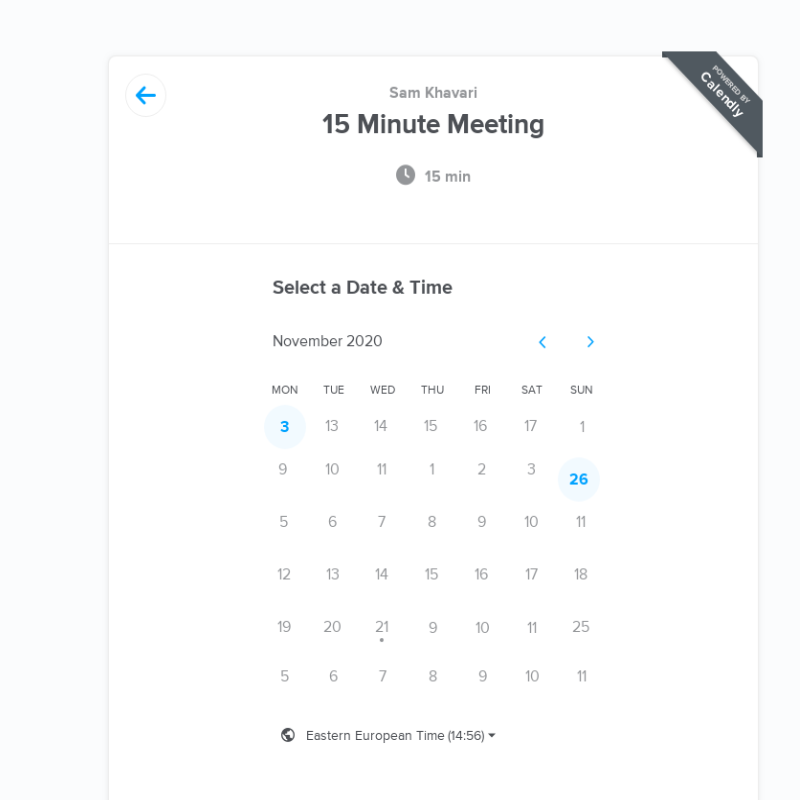 POWERED BY
Calendly
Sam Khavari
15 Minute Meeting
15 min
Select a Date & Time
November 2020
MON TUE WED THU FRI SAT SUN
3 13 14 15 16 17 1
9 10 11 1 2 3 26
5 6 7 8 9 10 11
12 13 14 15 16 17 18
19 20 21 9 10 11 25
5 6 7 8 9 10 11
Eastern European Time (14:56)